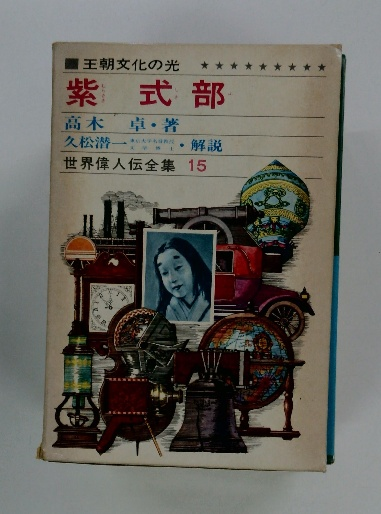 ■王朝文化の光 ★★★★★★★★★
紫式部
高木 卓・著
久松潜一・解説
世界偉人伝全集 15